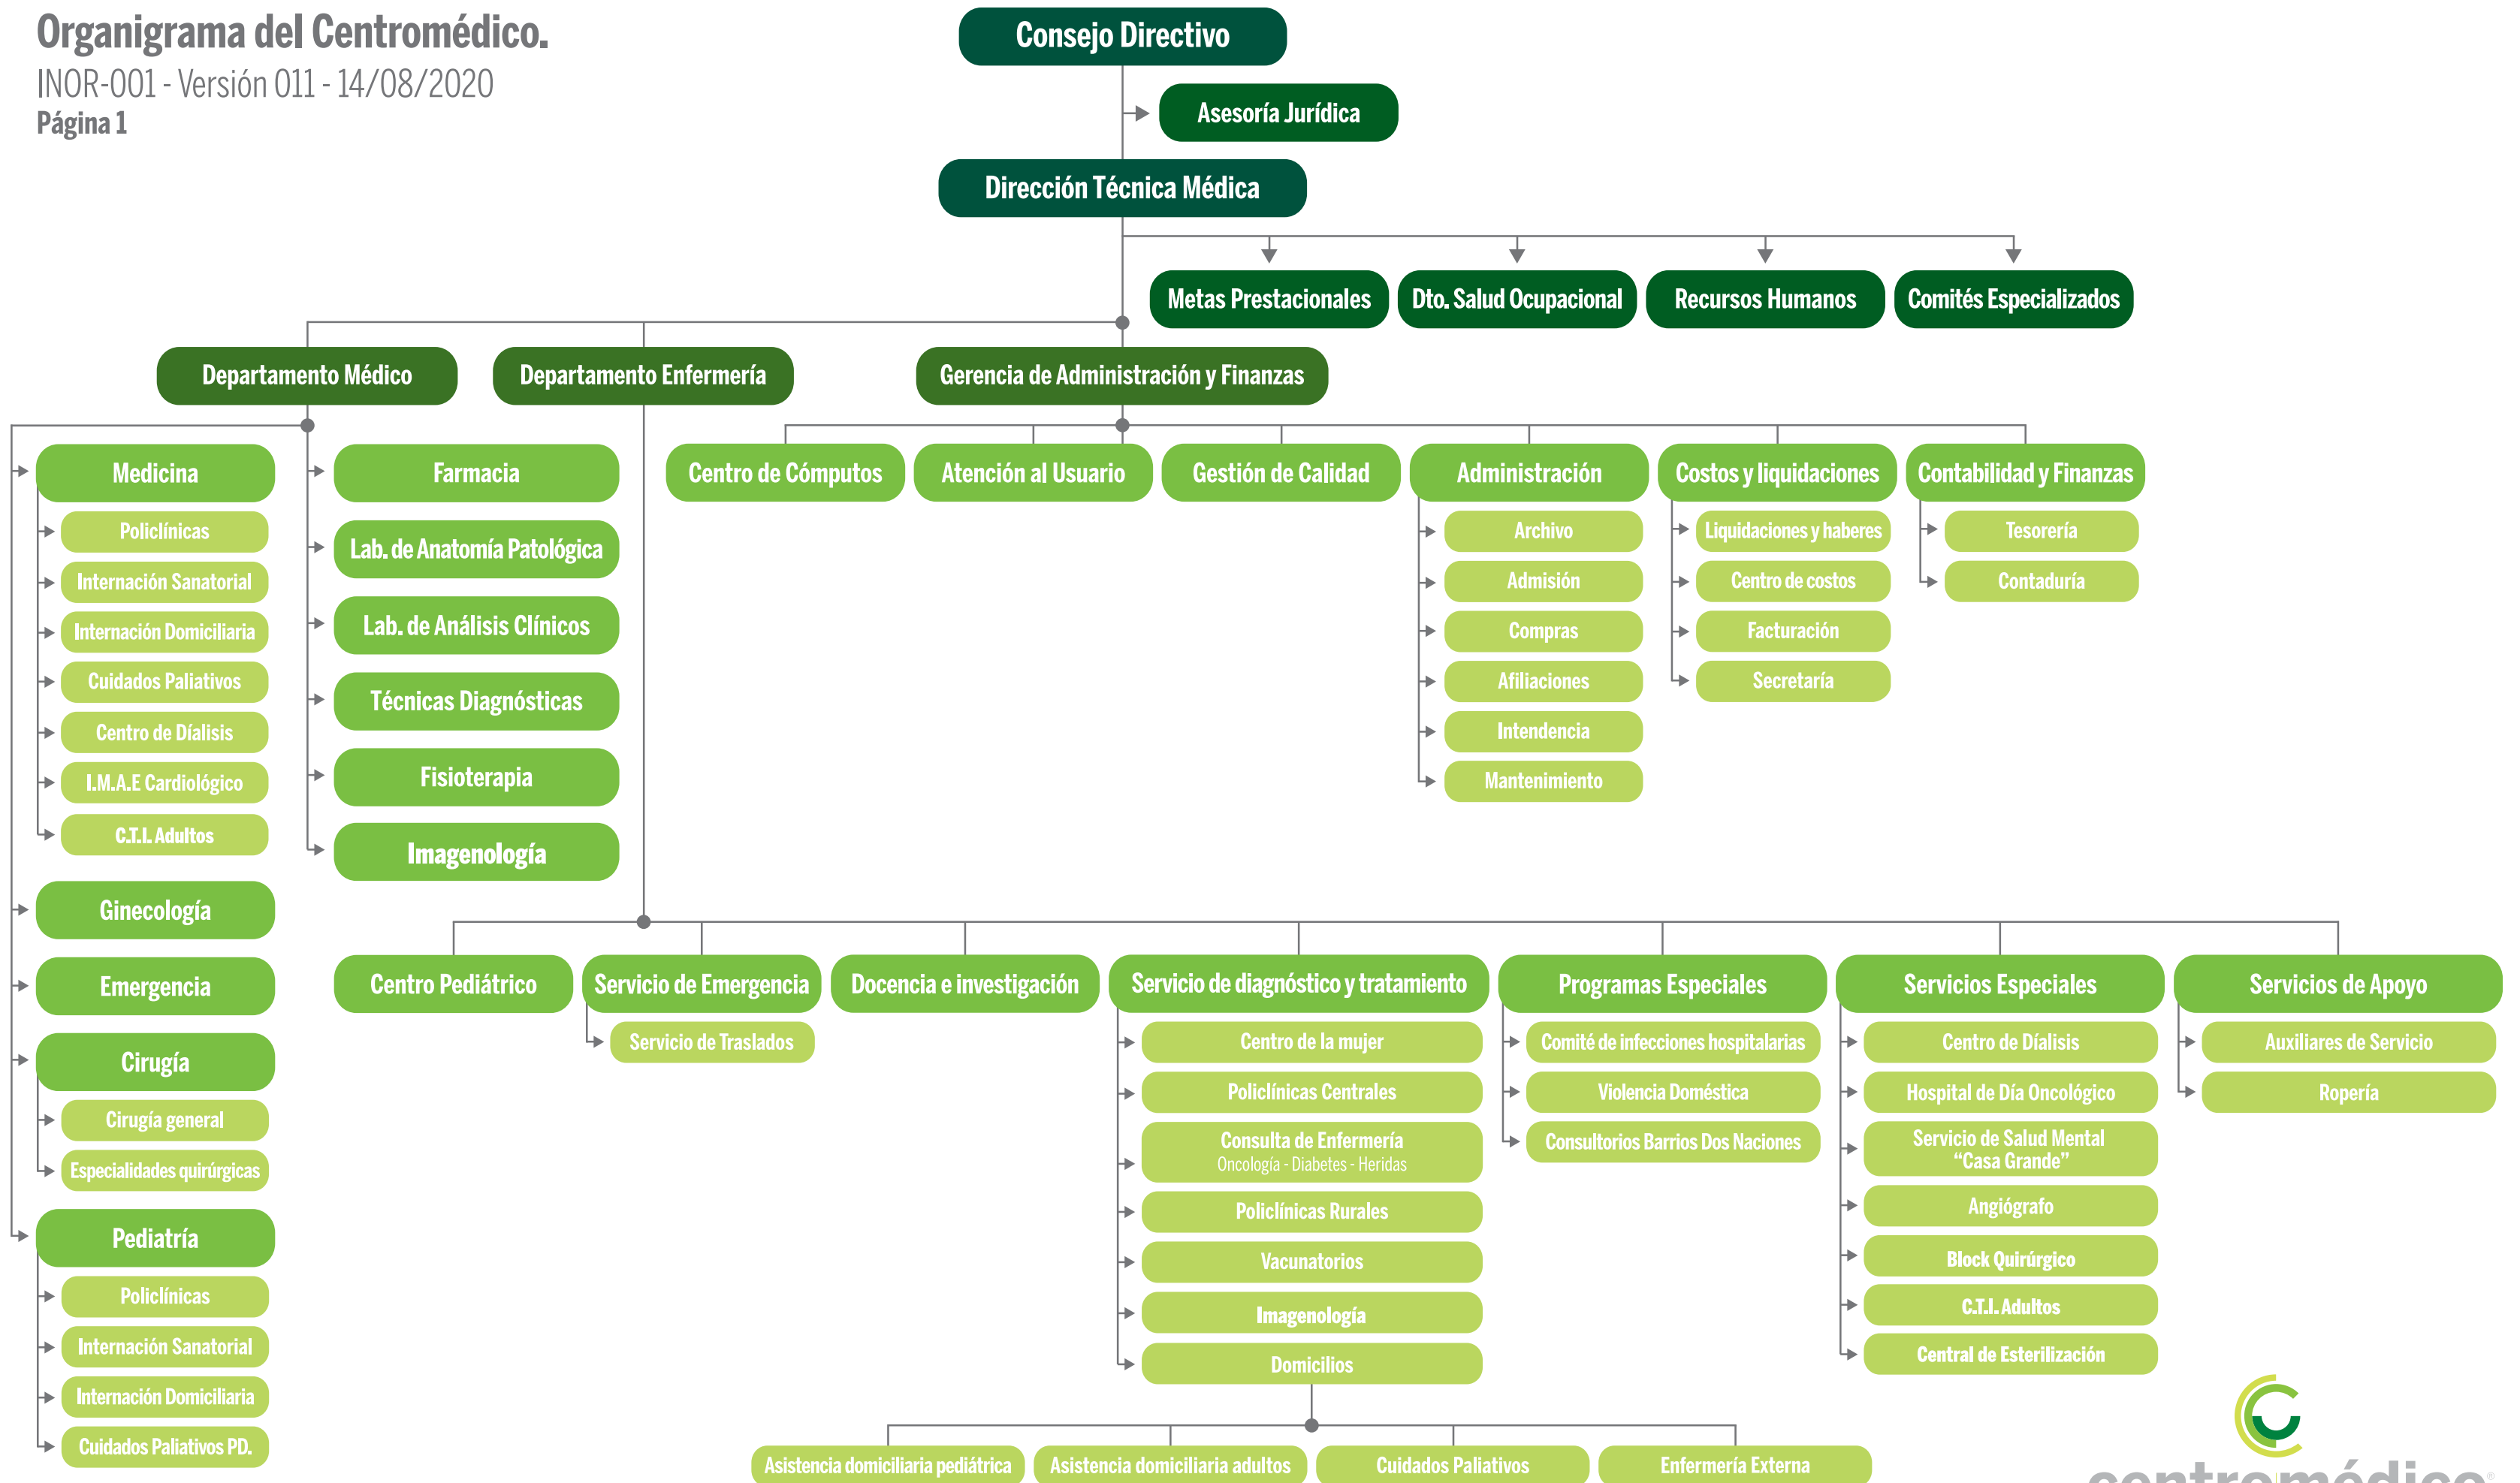 Organigrama del Centromédico.
INOR-001 - Versión 011 - 14/08/2020
Página 1
Consejo Directivo
Asesoría Jurídica
Dirección Técnica Médica
Metas Prestacionales
Dto. Salud Ocupacional
Recursos Humanos
Comités Especializados
Departamento Médico
Departamento Enfermería
Gerencia de Administración y Finanzas
Medicina
Policlínicas
Internación Sanatorial
Internación Domiciliaria
Cuidados Paliativos
Centro de Díalisis
I.M.A.E Cardiológico
C.T.I. Adultos
Ginecología
Emergencia
Cirugía
Cirugía general
Especialidades quirúrgicas
Pediatría
Policlínicas
Internación Sanatorial
Internación Domiciliaria
Cuidados Paliativos PD.
Farmacia
Lab. de Anatomía Patológica
Lab. de Análisis Clínicos
Técnicas Diagnósticas
Fisioterapia
Imagenología
Centro de Cómputos
Atención al Usuario
Gestión de Calidad
Administración
Archivo
Admisión
Compras
Afiliaciones
Intendencia
Mantenimiento
Costos y liquidaciones
Liquidaciones y haberes
Centro de costos
Facturación
Secretaría
Contabilidad y Finanzas
Tesorería
Contaduría
Centro Pediátrico
Servicio de Emergencia
Servicio de Traslados
Docencia e investigación
Servicio de diagnóstico y tratamiento
Centro de la mujer
Policlínicas Centrales
Consulta de Enfermería
Oncología - Diabetes - Heridas
Policlínicas Rurales
Vacunatorios
Imagenología
Domicilios
Asistencia domiciliaria pediátrica
Asistencia domiciliaria adultos
Cuidados Paliativos
Enfermería Externa
Programas Especiales
Comité de infecciones hospitalarias
Violencia Doméstica
Consultorios Barrios Dos Naciones
Servicios Especiales
Centro de Díalisis
Hospital de Día Oncológico
Servicio de Salud Mental
“Casa Grande”
Angiógrafo
Block Quirúrgico
C.T.I. Adultos
Central de Esterilización
Servicios de Apoyo
Auxiliares de Servicio
Ropería
centromédico®